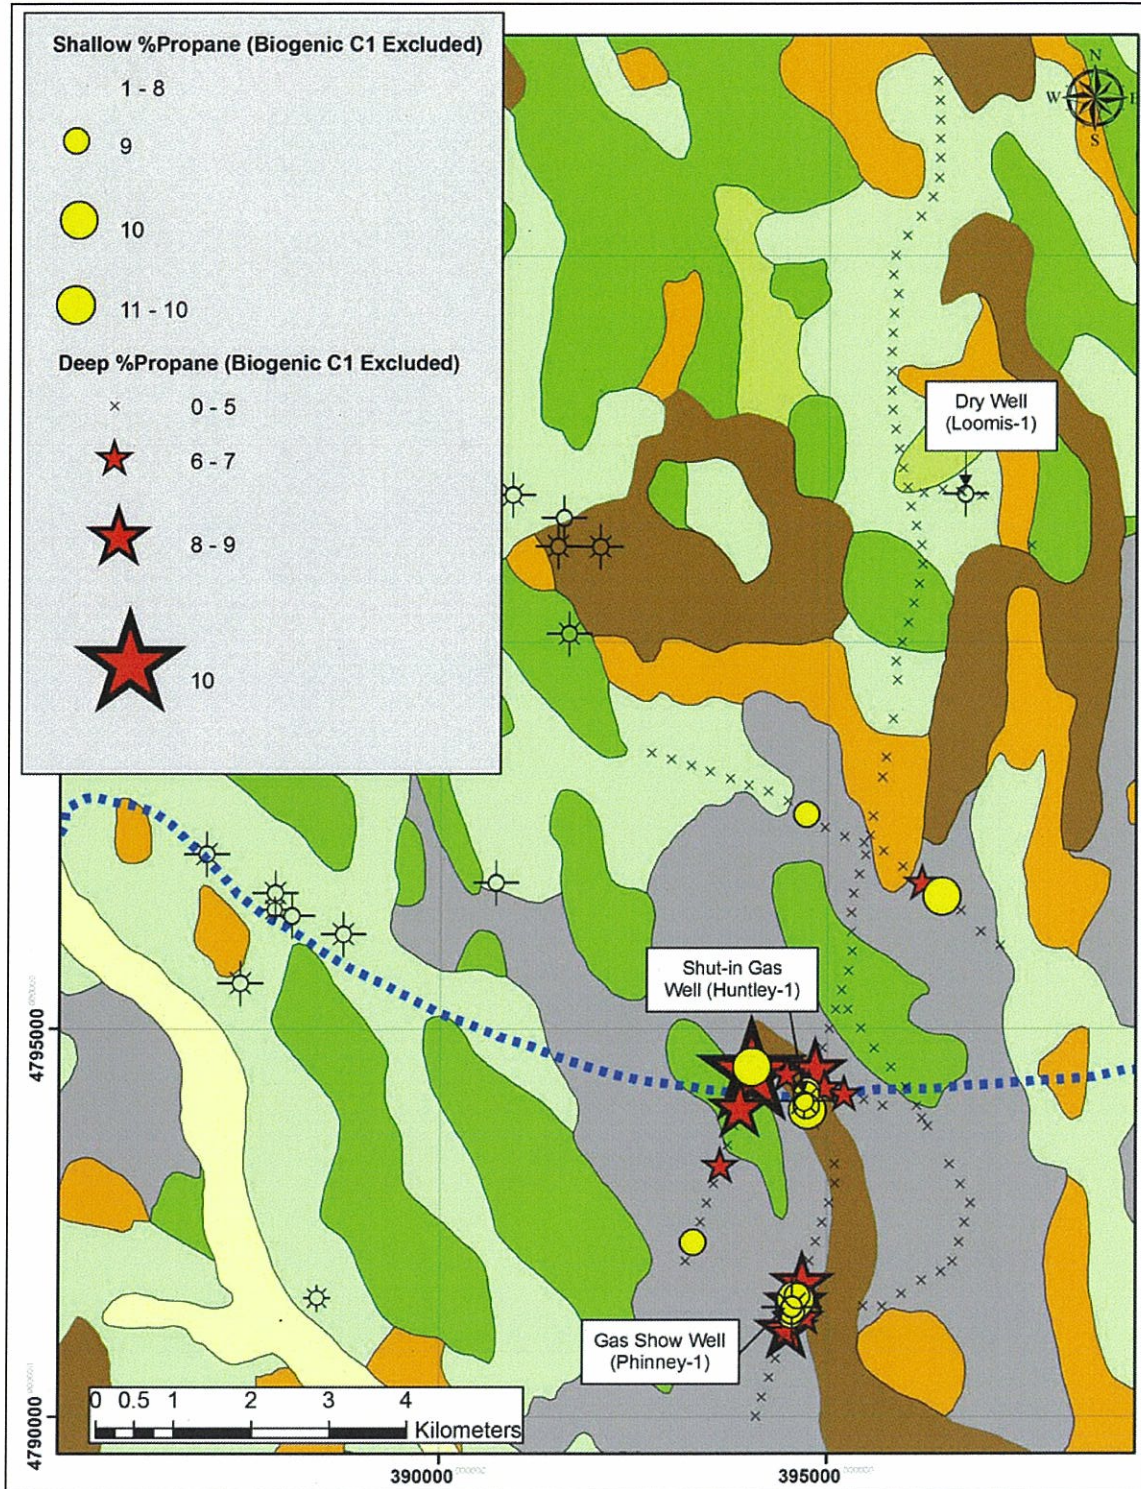 Shallow %Propane (Biogenic C1 Excluded)
1 - 8
9
10
11 - 10
Deep %Propane (Biogenic C1 Excluded)
0 - 5
6 - 7
8 - 9
10
N
W
E
S
Dry Well
(Loomis-1)
Shut-in Gas
Well (Huntley-1)
Gas Show Well
(Phinney-1)
4795000
4790000
0 0.5 1 2 3 4
Kilometers
390000
395000